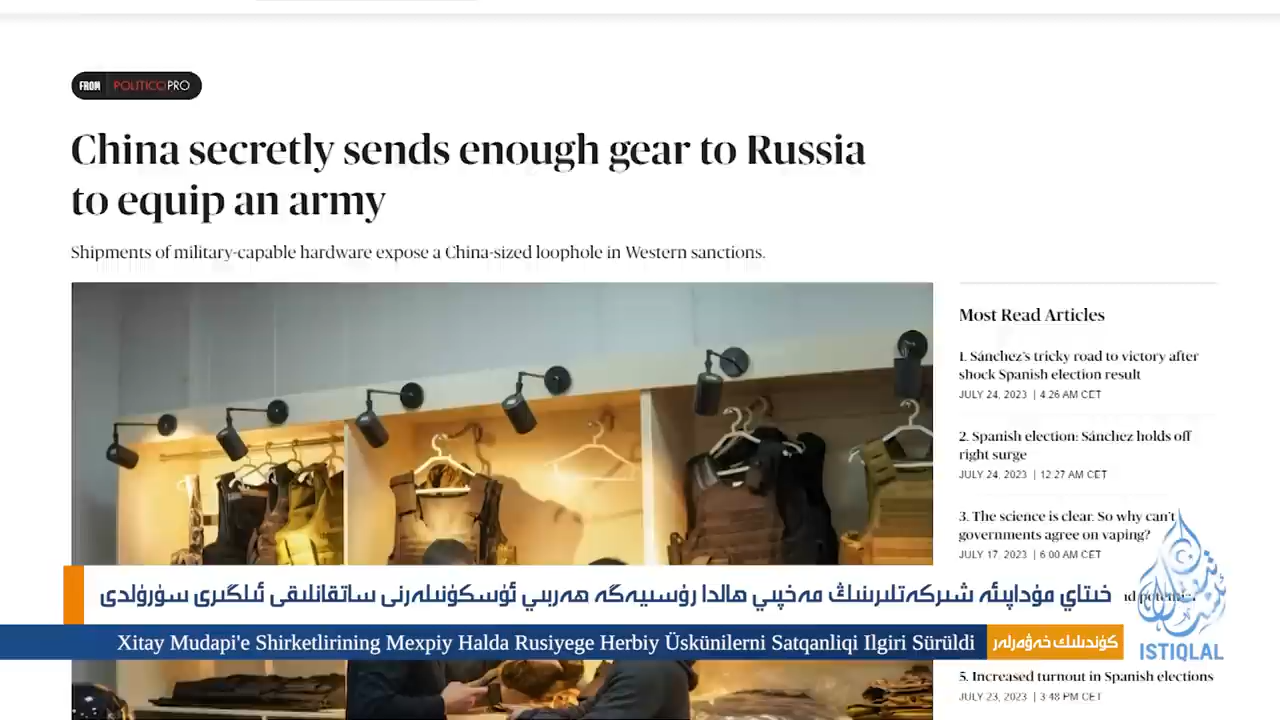 FROM POLITICO PRO
China secretly sends enough gear to Russia
to equip an army
Shipments of military-capable hardware expose a China-sized loophole in Western sanctions.
Most Read Articles
1. Sánchez's tricky road to victory after
shock Spanish election result
JULY 24, 2023 | 4:26 AM CET
2. Spanish election: Sánchez holds off
right surge
JULY 24, 2023 | 12:27 AM CET
3. The science is clear. So why can't
governments agree on vaping?
JULY 17, 2023 | 6:00 AM CET
5. Increased turnout in Spanish elections
JULY 23, 2023 | 3:48 PM CET
خىتاي مۇداپىئە شىركەتلىرىنىڭ مەخپىي ھالدا رۇسىيەگە ھەربىي ئۈسكۈنىلەرنى ساتقانلىقى ئىلگىرى سۈرۈلدى
Xitay Mudapi'e Shirketlirining Mexpiy Halda Rusiyege Herbiy Üskünilerni Satqanliqi Ilgiri Sürüldi
كۈندىلىك خەۋەرلەر
ISTIQLAL